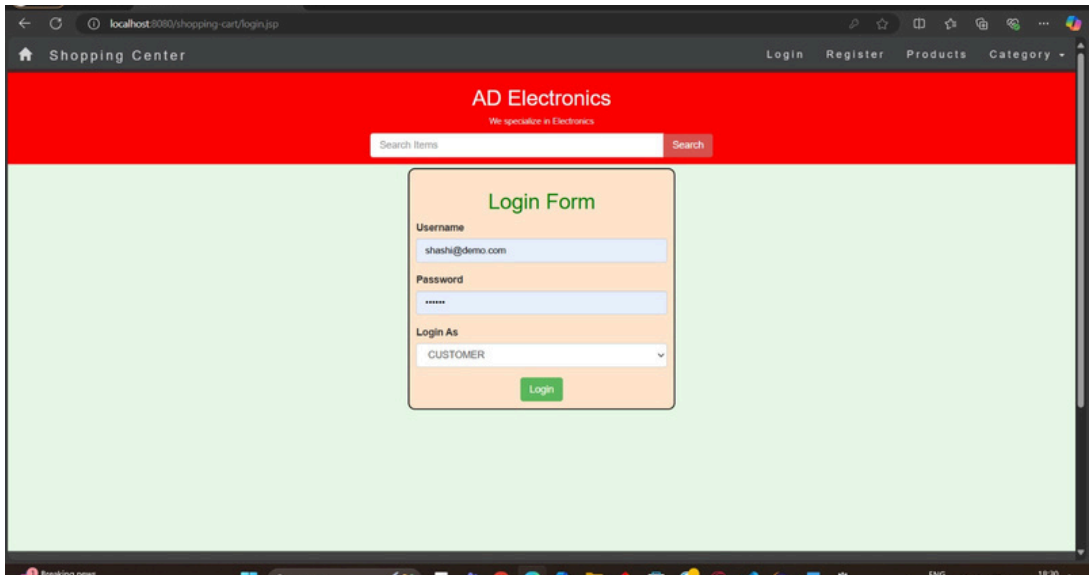 localhost:8080/shopping-cart/login.jsp
Shopping Center Login Register Products Category
AD Electronics
We specialize in Electronics
Search Items Search
Login Form
Username
shashi@demo.com
Password
••••••
Login As
CUSTOMER
Login
1 Breaking news ENG 18:30